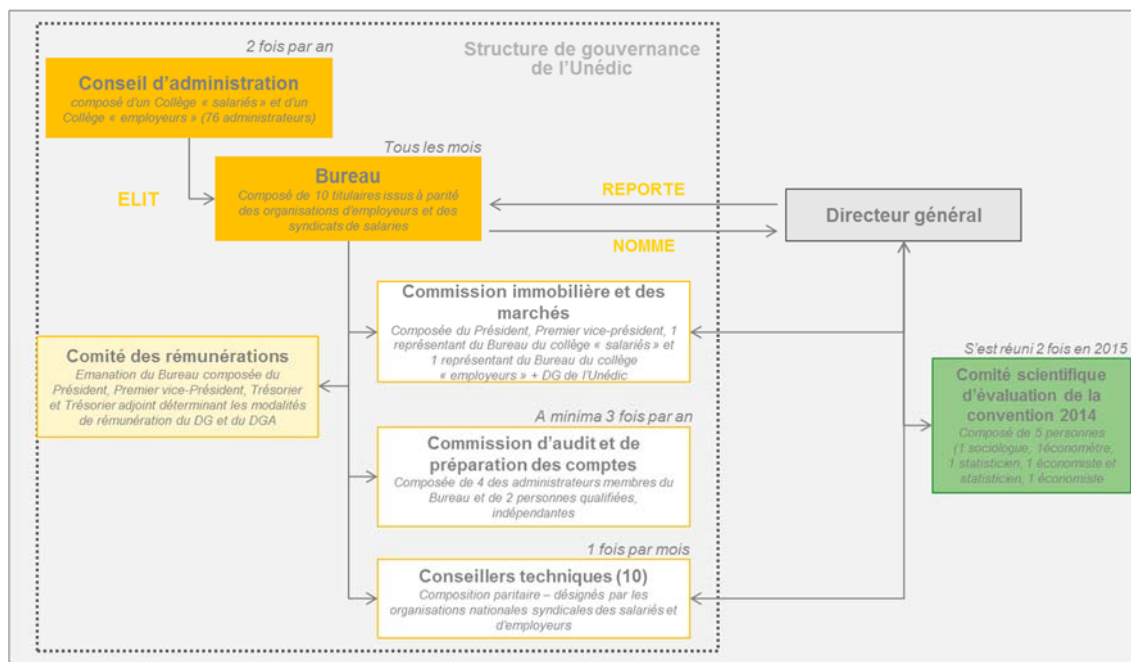 2 fois par an
Structure de gouvernance
de l'Unédic
Conseil d'administration
composé d'un Collège « salariés » et d'un
Collège « employeurs » (76 administrateurs)
Tous les mois
Bureau
Composé de 10 titulaires issus à parité
des organisations d'employeurs et des
syndicats de salaries
ELIT
REPORTE
NOMME
Directeur général
Commission immobilière et des
marchés
Composée du Président, Premier vice-président, 1
représentant du Bureau du collège « salariés » et
1 représentant du Bureau du collège
« employeurs » + DG de l'Unédic
Comité des rémunérations
Emanation du Bureau composée du
Président, Premier vice-Président, Trésorier
et Trésorier adjoint déterminant les modalités
de rémunération du DG et du DGA
S'est réuni 2 fois en 2015
Comité scientifique
d'évaluation de la
convention 2014
Composé de 5 personnes
(1 sociologue, 1économètre,
1 statisticien, 1 économiste et
statisticien, 1 économiste
A minima 3 fois par an
Commission d'audit et de
préparation des comptes
Composée de 4 des administrateurs membres du
Bureau et de 2 personnes qualifiées,
indépendantes
1 fois par mois
Conseillers techniques (10)
Composition paritaire – désignés par les
organisations nationales syndicales des salariés et
d'employeurs